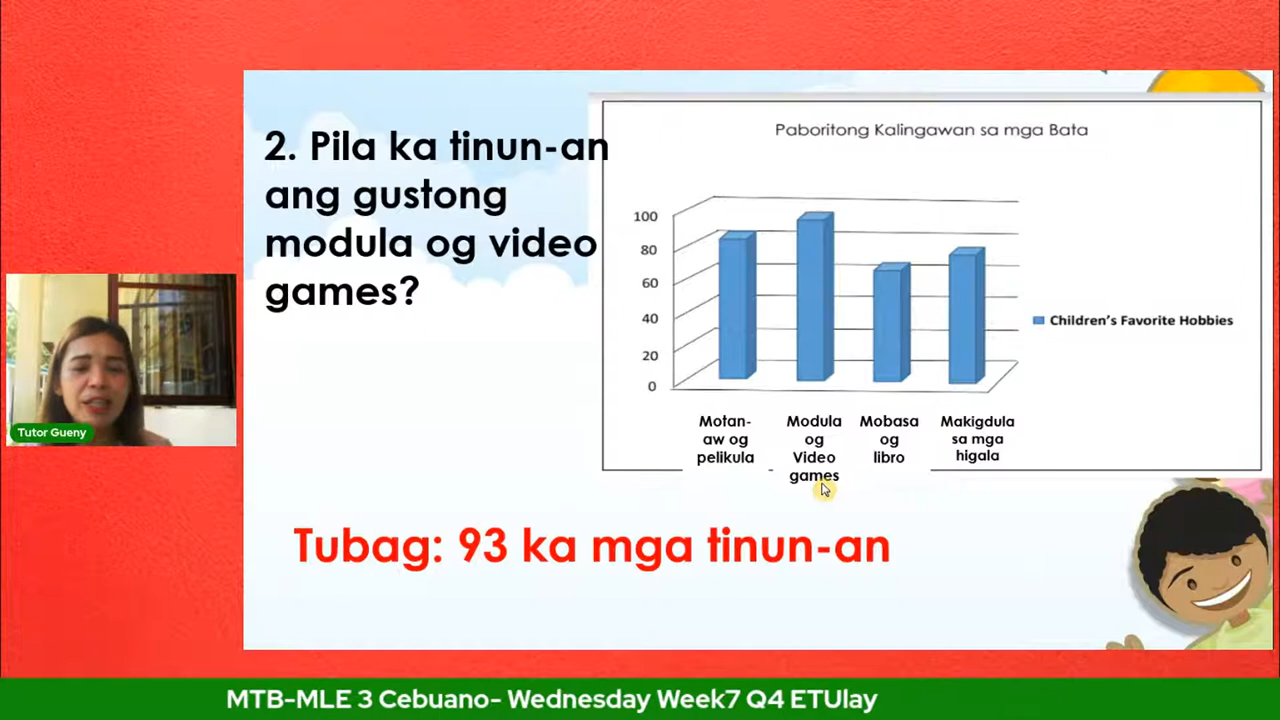 2. Pila ka tinun-an
ang gustong
modula og video
games?
Paboritong Kalingawan sa mga Bata
100
80
60
40
20
0
Children's Favorite Hobbies
Motan-
aw og
pelikula
Modula
og
Video
games
Mobasa
og
libro
Makigdula
sa mga
higala
Tubag: 93 ka mga tinun-an
Tutor Gueny
MTB-MLE 3 Cebuano- Wednesday Week7 Q4 ETUlay